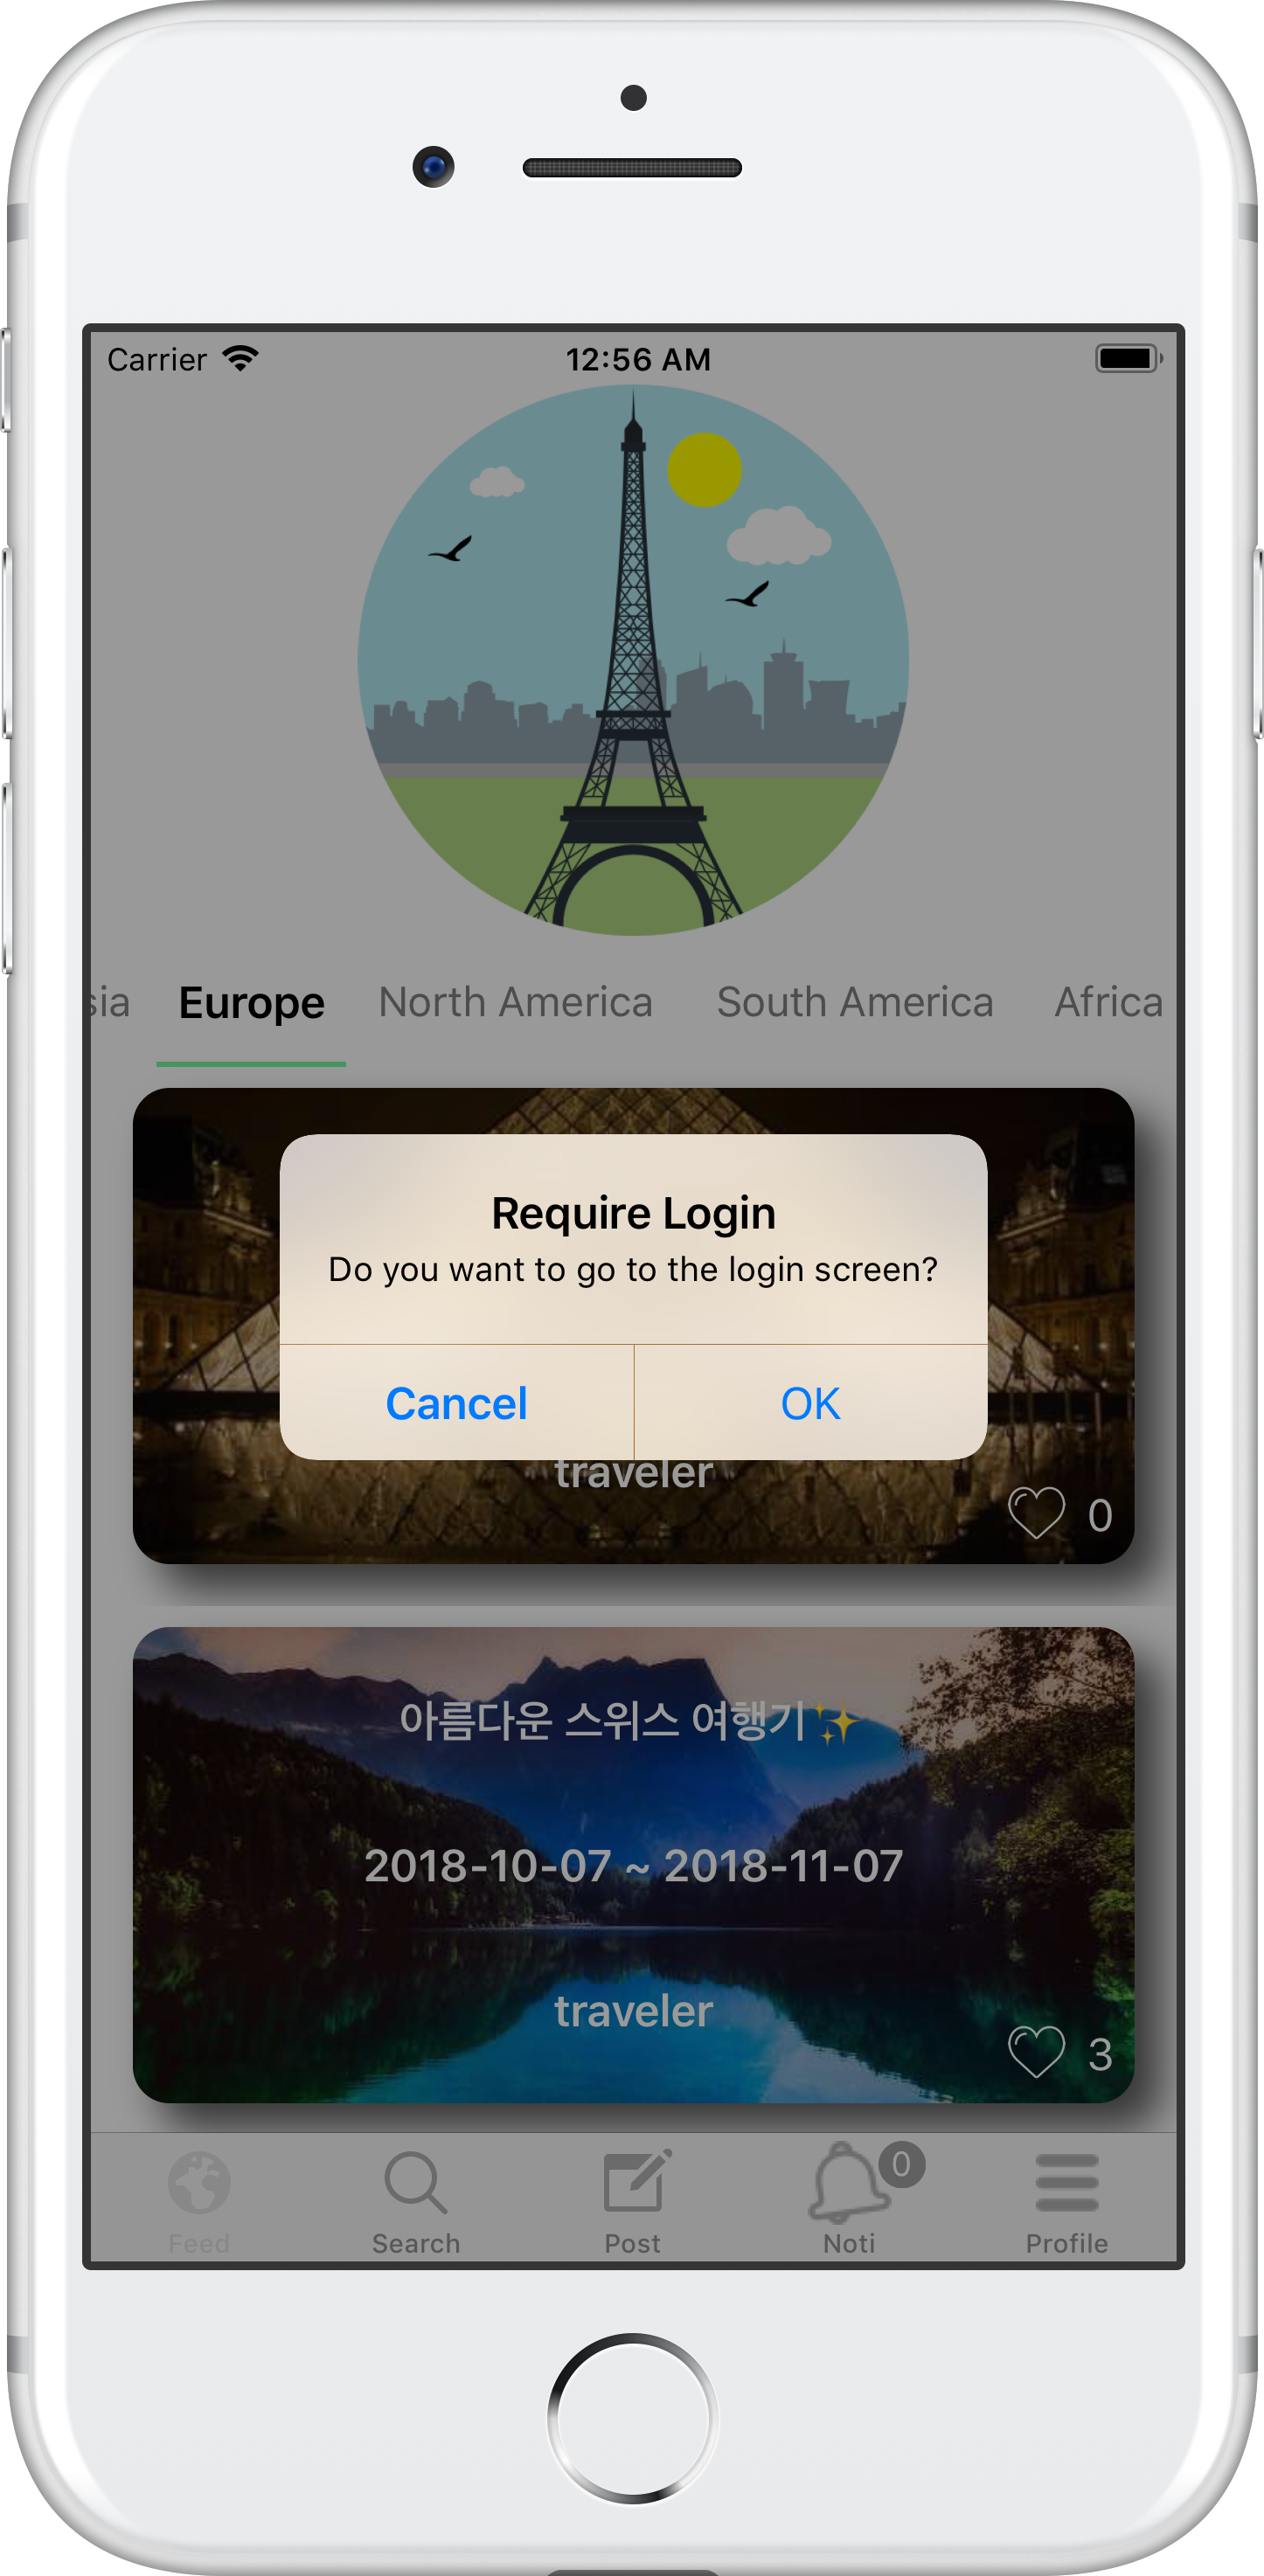 Carrier
12:56 AM
sia Europe North America South America Africa
Require Login
Do you want to go to the login screen?
Cancel OK
traveler
0
아름다운 스위스 여행기✨
2018-10-07 ~ 2018-11-07
traveler
3
0
Feed Search Post Noti Profile